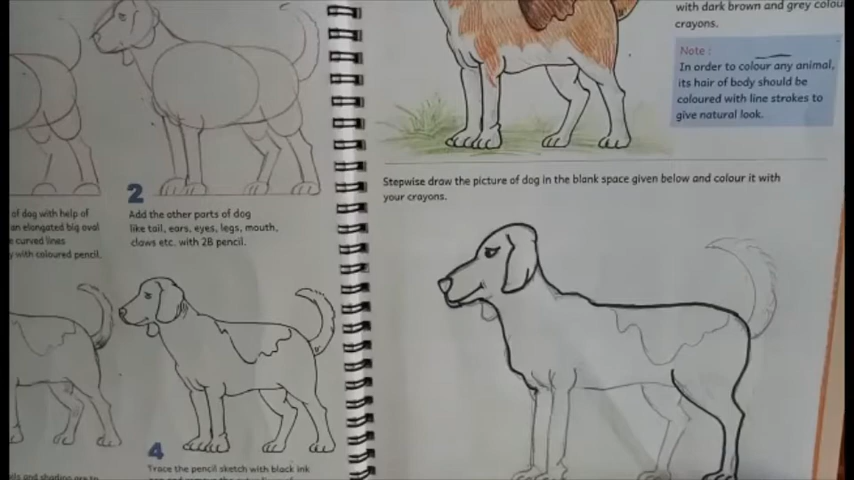 of dog with help of
an elongated big oval
curved lines
with coloured pencil.
2
Add the other parts of dog
like tail, ears, eyes, legs, mouth,
claws etc. with 2B pencil.
4
Trace the pencil sketch with black ink
with dark brown and grey colou
crayons.
Note :
In order to colour any animal,
its hair of body should be
coloured with line strokes to
give natural look.
Stepwise draw the picture of dog in the blank space given below and colour it with
your crayons.